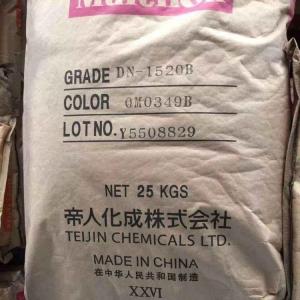 GRADE DN-1520B
COLOR 0M0349B
LOT NO. Y5508829
NET 25 KGS
帝人化成株式会社
TEIJIN CHEMICALS LTD.
MADE IN CHINA
在中华人民共和国制造
XXVI